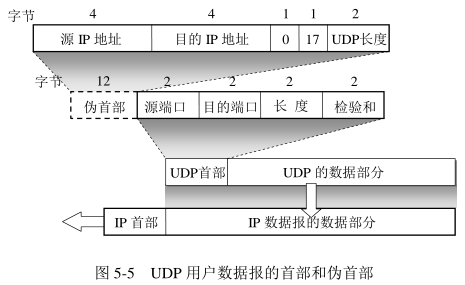 字节 4 4 1 1 2
源 IP 地址 目的 IP 地址 0 17 UDP长度
字节 12 2 2 2 2
伪首部 源端口 目的端口 长 度 检验和
UDP首部 UDP 的数据部分
IP 首部 IP 数据报的数据部分
图 5-5 UDP 用户数据报的首部和伪首部